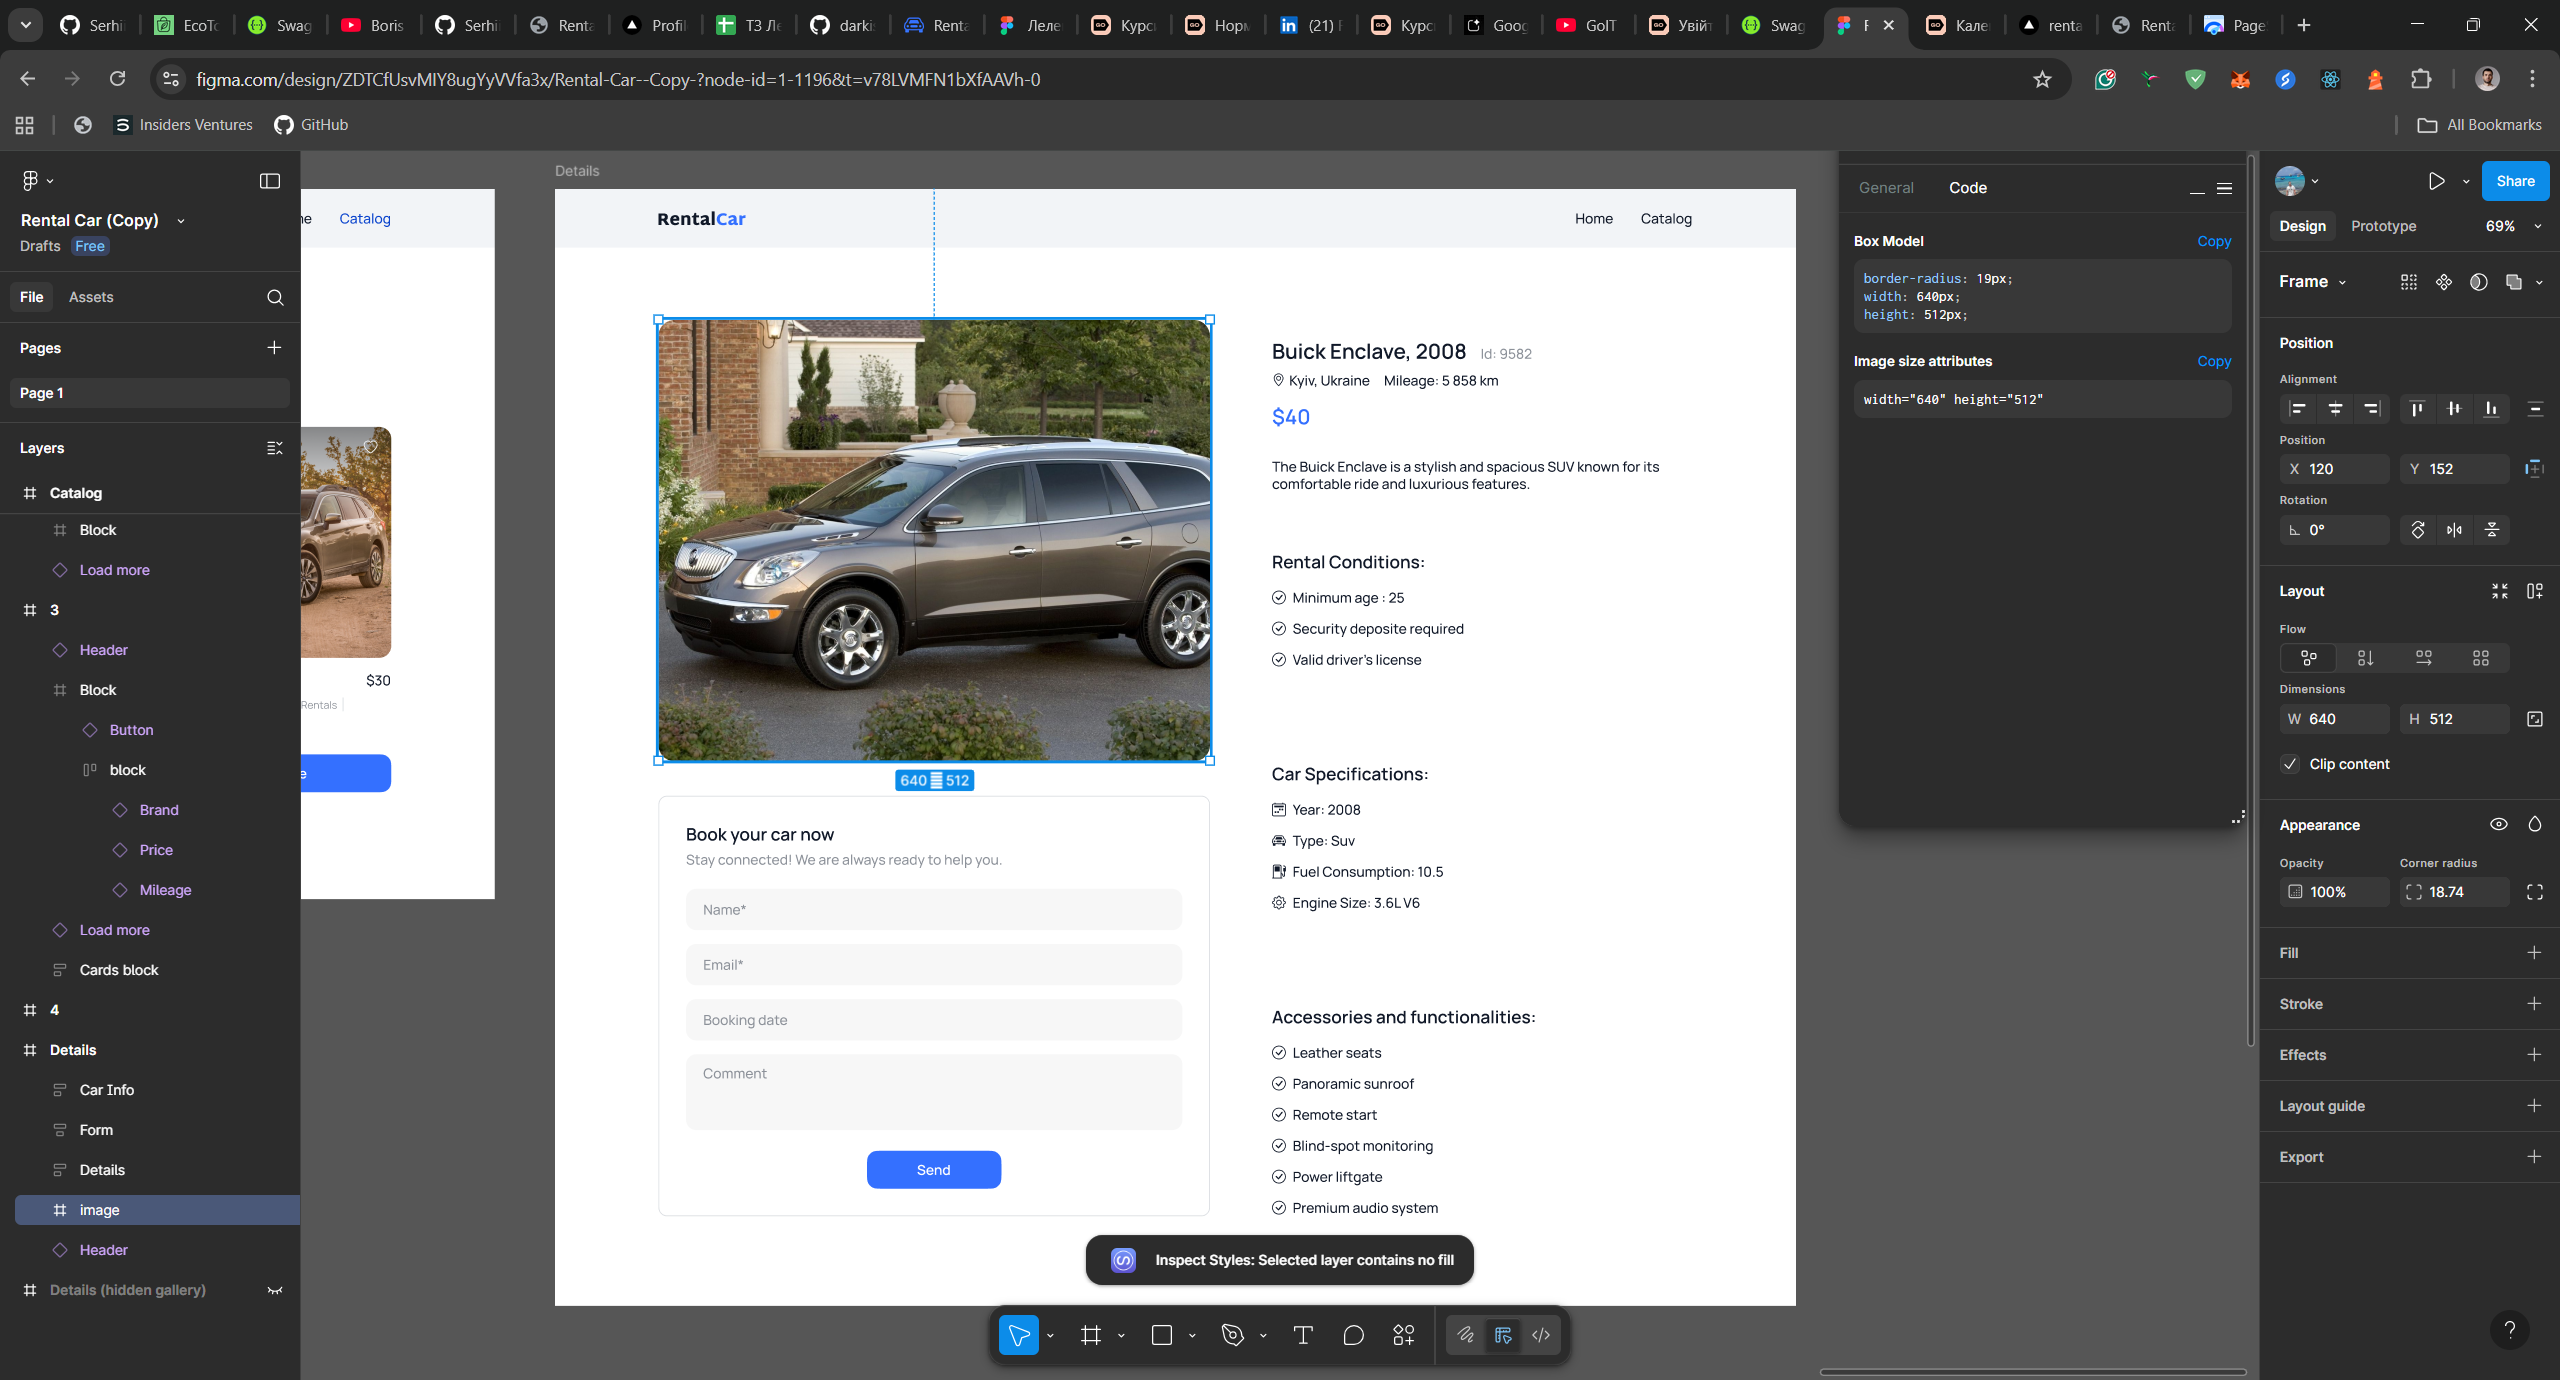 Serhi
EcoTo
Swag
Boris
Serhi
Renta
Profil
ТЗ Ле
darkis
Renta
Леле
Курс
Норм
(21) F
Курс
Goog
GoIT
Увійт
Swag
F
Кале
renta
Renta
Page
figma.com/design/ZDTCfUsvMIY8ugYyVVfa3x/Rental-Car--Copy-?node-id=1-1196&t=v78LVMFN1bXfAAVh-0
Insiders Ventures
GitHub
All Bookmarks
Rental Car (Copy)
Drafts
Free
File
Assets
Pages
Page 1
Layers
Catalog
Block
Load more
3
Header
Block
Button
block
Brand
Price
Mileage
Load more
Cards block
4
Details
Car Info
Form
Details
image
Header
Details (hidden gallery)
me
Catalog
$30
Rentals
e
Details
RentalCar
Home
Catalog
640
512
Book your car now
Stay connected! We are always ready to help you.
Name*
Email*
Booking date
Comment
Send
Buick Enclave, 2008
Id: 9582
Kyiv, Ukraine
Mileage: 5 858 km
$40
The Buick Enclave is a stylish and spacious SUV known for its
comfortable ride and luxurious features.
Rental Conditions:
Minimum age : 25
Security deposite required
Valid driver's license
Car Specifications:
Year: 2008
Type: Suv
Fuel Consumption: 10.5
Engine Size: 3.6L V6
Accessories and functionalities:
Leather seats
Panoramic sunroof
Remote start
Blind-spot monitoring
Power liftgate
Premium audio system
Inspect Styles: Selected layer contains no fill
General
Code
Box Model
Copy
border-radius: 19px;
width: 640px;
height: 512px;
Image size attributes
Copy
width="640" height="512"
Share
Design
Prototype
69%
Frame
Position
Alignment
Position
X 120
Y 152
Rotation
0°
Layout
Flow
Dimensions
W 640
H 512
Clip content
Appearance
Opacity
Corner radius
100%
18.74
Fill
Stroke
Effects
Layout guide
Export
?